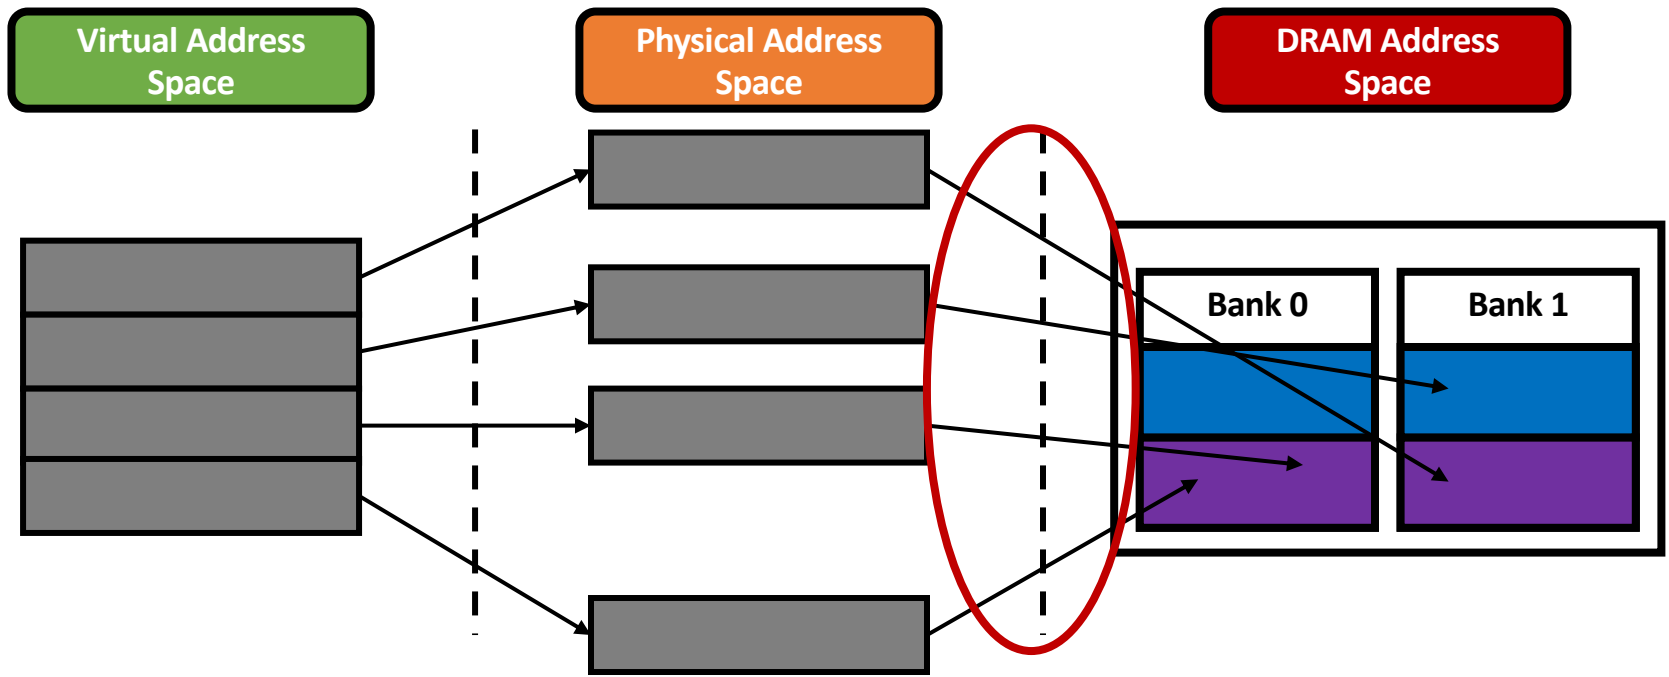 Virtual Address
Space
Physical Address
Space
DRAM Address
Space
Bank 0
Bank 1